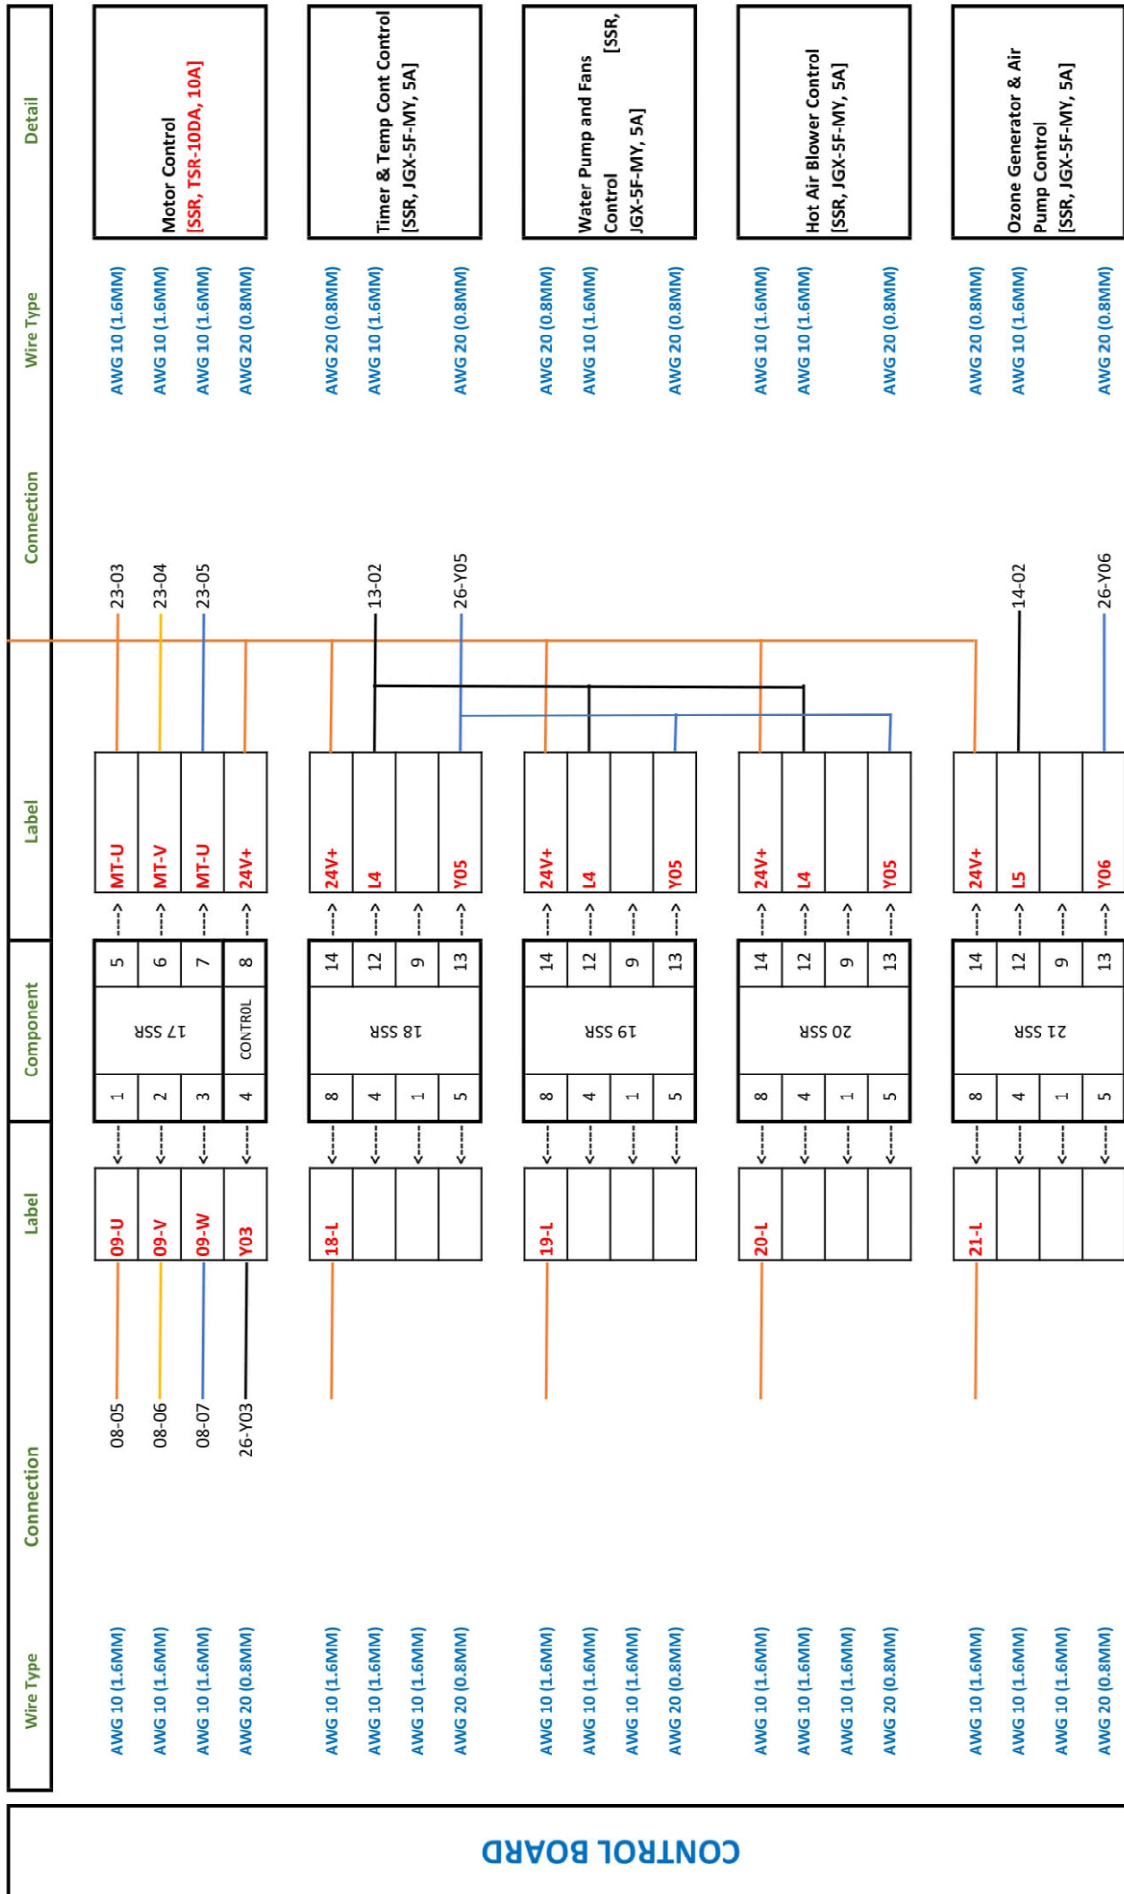 CONTROL BOARD
Wire Type Connection Label Component Label Connection Wire Type Detail
AWG 10 (1.6MM) 08-05 09-U <----- 1 5 ----> MT-U 23-03 AWG 10 (1.6MM)
AWG 10 (1.6MM) 08-06 09-V <----- 2 6 ----> MT-V 23-04 AWG 10 (1.6MM)
AWG 10 (1.6MM) 08-07 09-W <----- 3 7 ----> MT-U 23-05 AWG 10 (1.6MM)
AWG 20 (0.8MM) 26-Y03 Y03 <----- 4 CONTROL 8 ----> 24V+ AWG 20 (0.8MM)
17 SSR
Motor Control
[SSR, TSR-10DA, 10A]
AWG 10 (1.6MM) 18-L <----- 8 14 ----> 24V+ AWG 20 (0.8MM)
AWG 10 (1.6MM) <----- 4 12 ----> L4 13-02 AWG 10 (1.6MM)
AWG 10 (1.6MM) <----- 1 9 ---->
AWG 20 (0.8MM) <----- 5 13 ----> Y05 26-Y05 AWG 20 (0.8MM)
18 SSR
Timer & Temp Cont Control
[SSR, JGX-5F-MY, 5A]
AWG 10 (1.6MM) 19-L <----- 8 14 ----> 24V+ AWG 20 (0.8MM)
AWG 10 (1.6MM) <----- 4 12 ----> L4 AWG 10 (1.6MM)
AWG 10 (1.6MM) <----- 1 9 ---->
AWG 20 (0.8MM) <----- 5 13 ----> Y05 AWG 20 (0.8MM)
19 SSR
Water Pump and Fans
Control [SSR,
JGX-5F-MY, 5A]
AWG 10 (1.6MM) 20-L <----- 8 14 ----> 24V+ AWG 10 (1.6MM)
AWG 10 (1.6MM) <----- 4 12 ----> L4 AWG 10 (1.6MM)
AWG 10 (1.6MM) <----- 1 9 ---->
AWG 20 (0.8MM) <----- 5 13 ----> Y05 AWG 20 (0.8MM)
20 SSR
Hot Air Blower Control
[SSR, JGX-5F-MY, 5A]
AWG 10 (1.6MM) 21-L <----- 8 14 ----> 24V+ AWG 20 (0.8MM)
AWG 10 (1.6MM) <----- 4 12 ----> L5 14-02 AWG 10 (1.6MM)
AWG 10 (1.6MM) <----- 1 9 ---->
AWG 20 (0.8MM) <----- 5 13 ----> Y06 26-Y06 AWG 20 (0.8MM)
21 SSR
Ozone Generator & Air
Pump Control
[SSR, JGX-5F-MY, 5A]